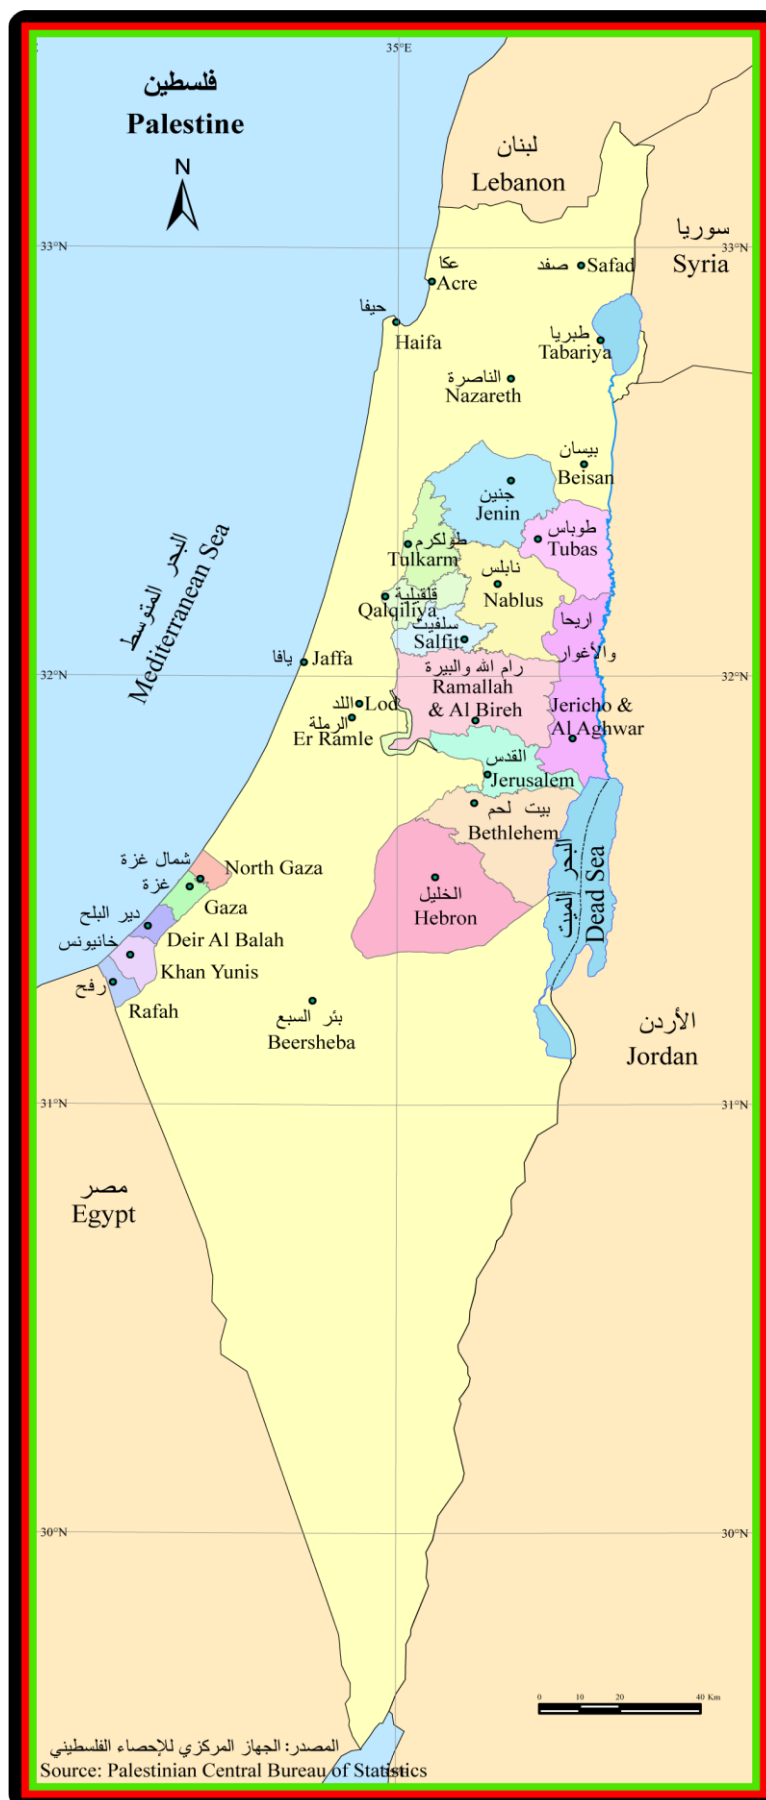 35°E
فلسطين
Palestine
N
لبنان
Lebanon
33°N
33°N
سوريا
Syria
عكا
Acre
صفد
Safad
حيفا
Haifa
طبريا
Tabariya
الناصرة
Nazareth
بيسان
Beisan
جنين
Jenin
طوباس
Tubas
طولكرم
Tulkarm
نابلس
Nablus
قلقيلية
Qalqiliya
سلفيت
Salfit
اريحا
والأغوار
Jericho &
Al Aghwar
البحر المتوسط
Mediterranean Sea
يافا
Jaffa
32°N
32°N
رام الله والبيرة
Ramallah
& Al Bireh
اللد
Lod
الرملة
Er Ramle
القدس
Jerusalem
بيت لحم
Bethlehem
البحر الميت
Dead Sea
الخليل
Hebron
شمال غزة
North Gaza
غزة
Gaza
دير البلح
Deir Al Balah
خانيونس
Khan Yunis
رفح
Rafah
بئر السبع
Beersheba
الأردن
Jordan
31°N
31°N
مصر
Egypt
30°N
30°N
0 10 20 40 Km
المصدر: الجهاز المركزي للإحصاء الفلسطيني
Source: Palestinian Central Bureau of Statistics